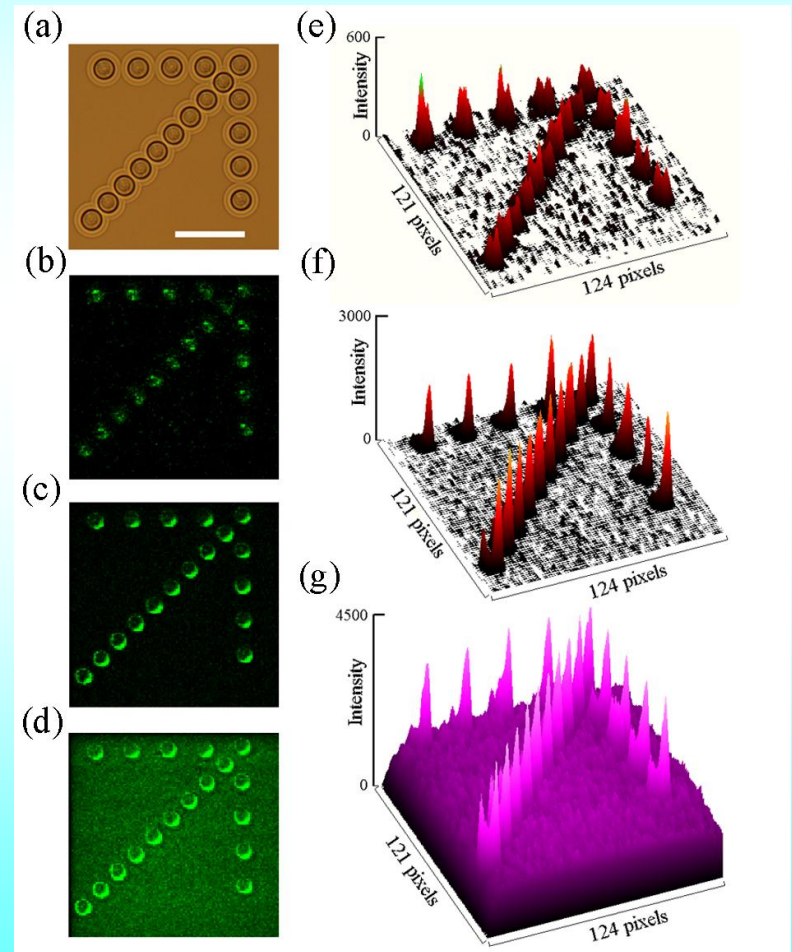 (a)
(b)
(c)
(d)
(e)
600
Intensity
0
121 pixels
124 pixels
(f)
3000
Intensity
0
121 pixels
124 pixels
(g)
4500
Intensity
0
121 pixels
124 pixels